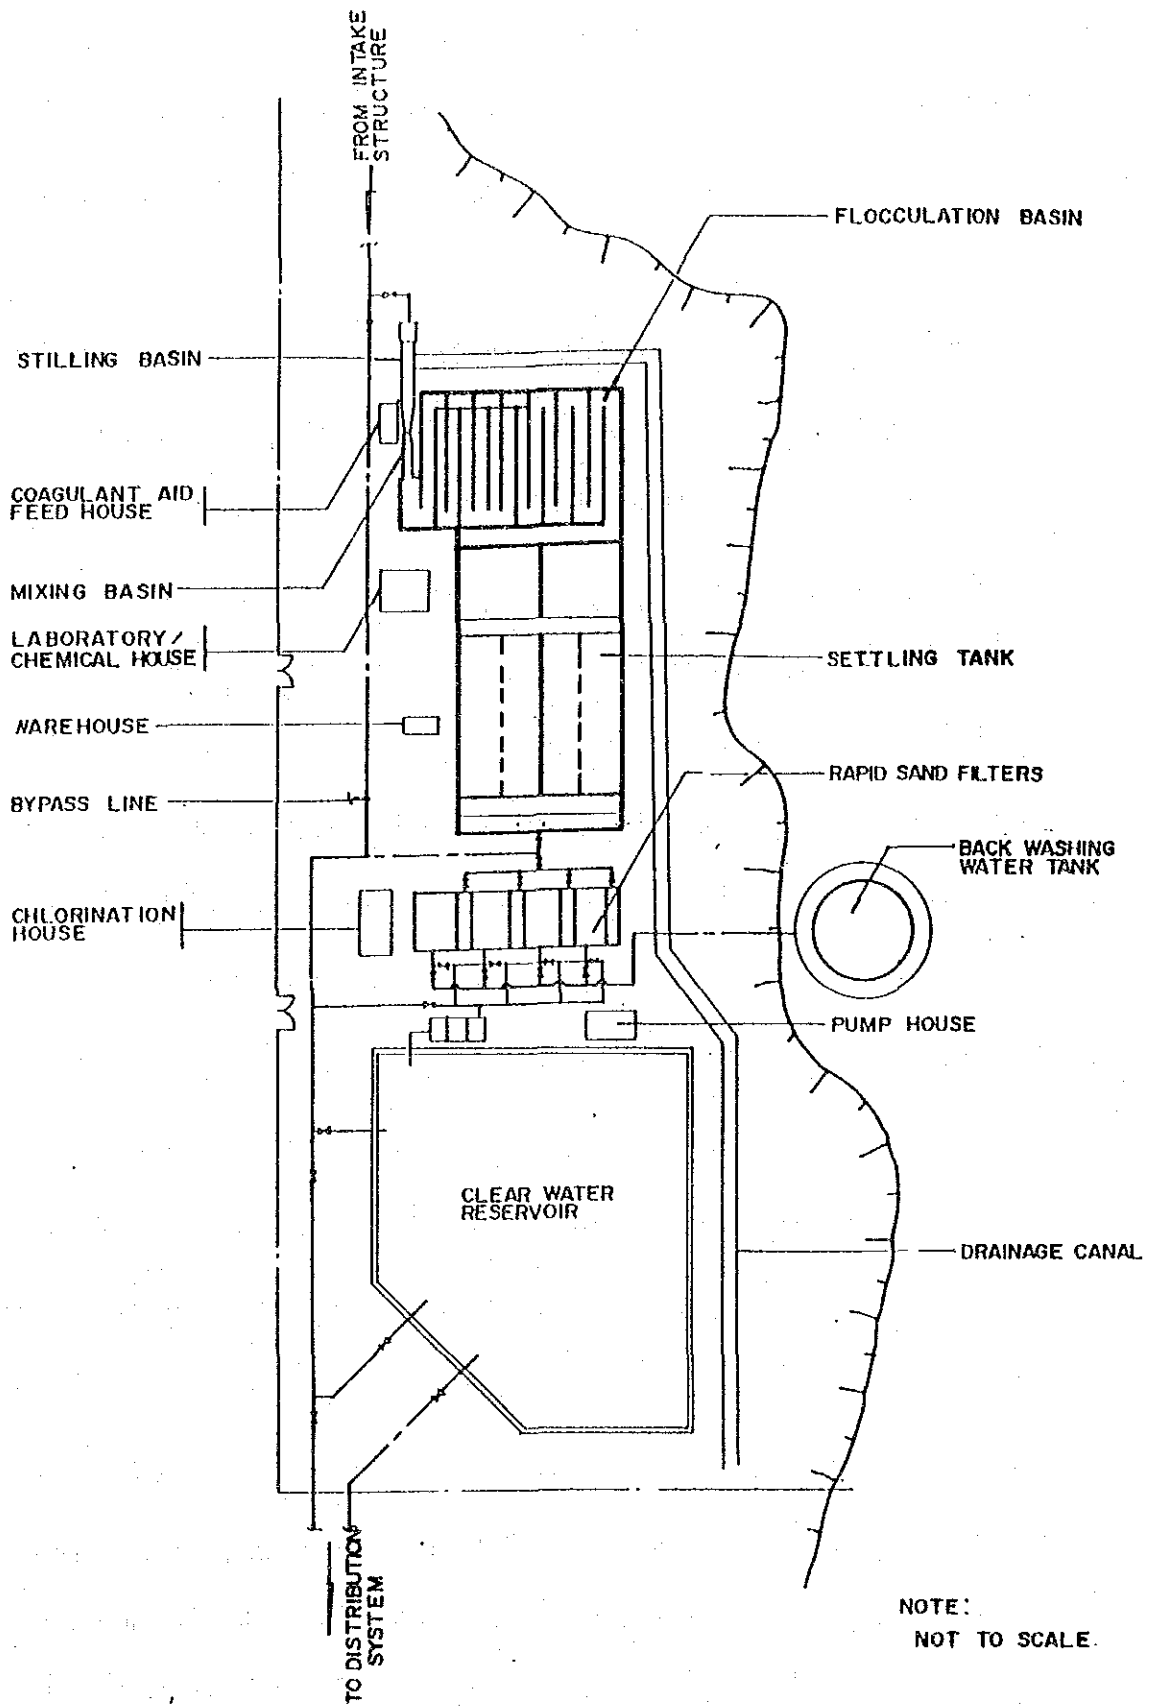 FROM INTAKE
STRUCTURE
FLOCCULATION BASIN
STILLING BASIN
COAGULANT AID
FEED HOUSE
MIXING BASIN
LABORATORY/
CHEMICAL HOUSE
SETTLING TANK
WAREHOUSE
RAPID SAND FILTERS
BYPASS LINE
BACK WASHING
WATER TANK
CHLORINATION
HOUSE
PUMP HOUSE
CLEAR WATER
RESERVOIR
DRAINAGE CANAL
TO DISTRIBUTION
SYSTEM
NOTE:
NOT TO SCALE.